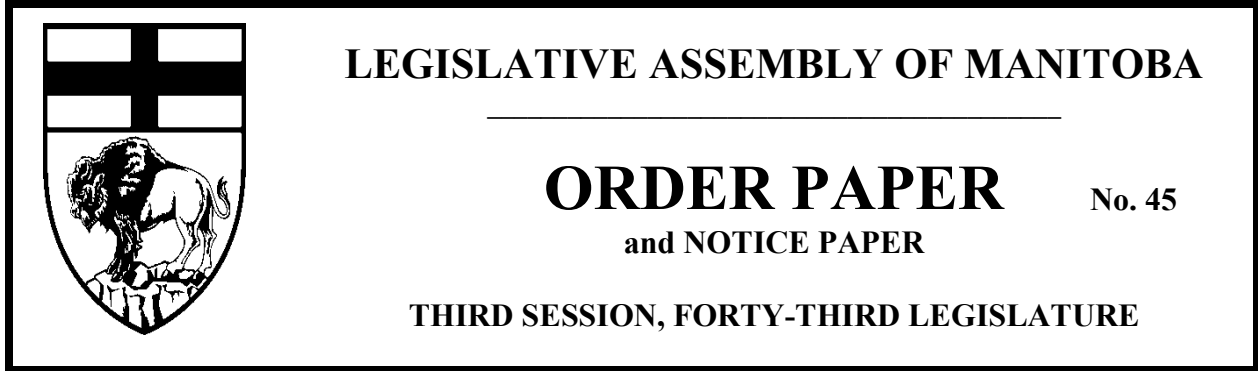 LEGISLATIVE ASSEMBLY OF MANITOBA
ORDER PAPER No. 45
and NOTICE PAPER
THIRD SESSION, FORTY-THIRD LEGISLATURE